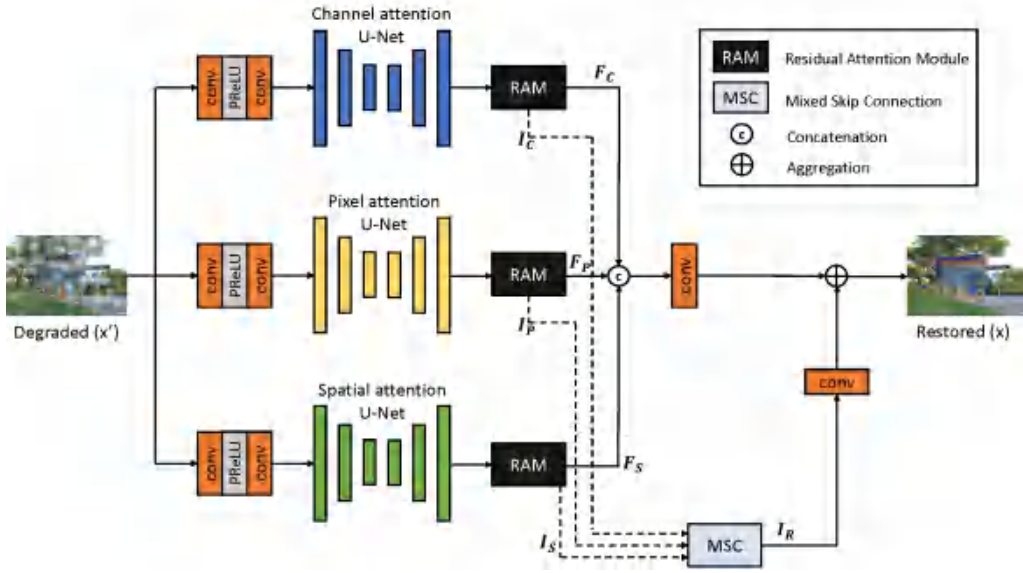 Channel attention
U-Net
conv
PReLU
conv
RAM
F_C
I_C
RAM
Residual Attention Module
MSC
Mixed Skip Connection
c
Concatenation
Aggregation
Pixel attention
U-Net
conv
PReLU
conv
RAM
F_P
I_P
c
conv
Degraded (x')
Restored (x)
conv
Spatial attention
U-Net
conv
PReLU
conv
RAM
F_S
I_S
MSC
I_R